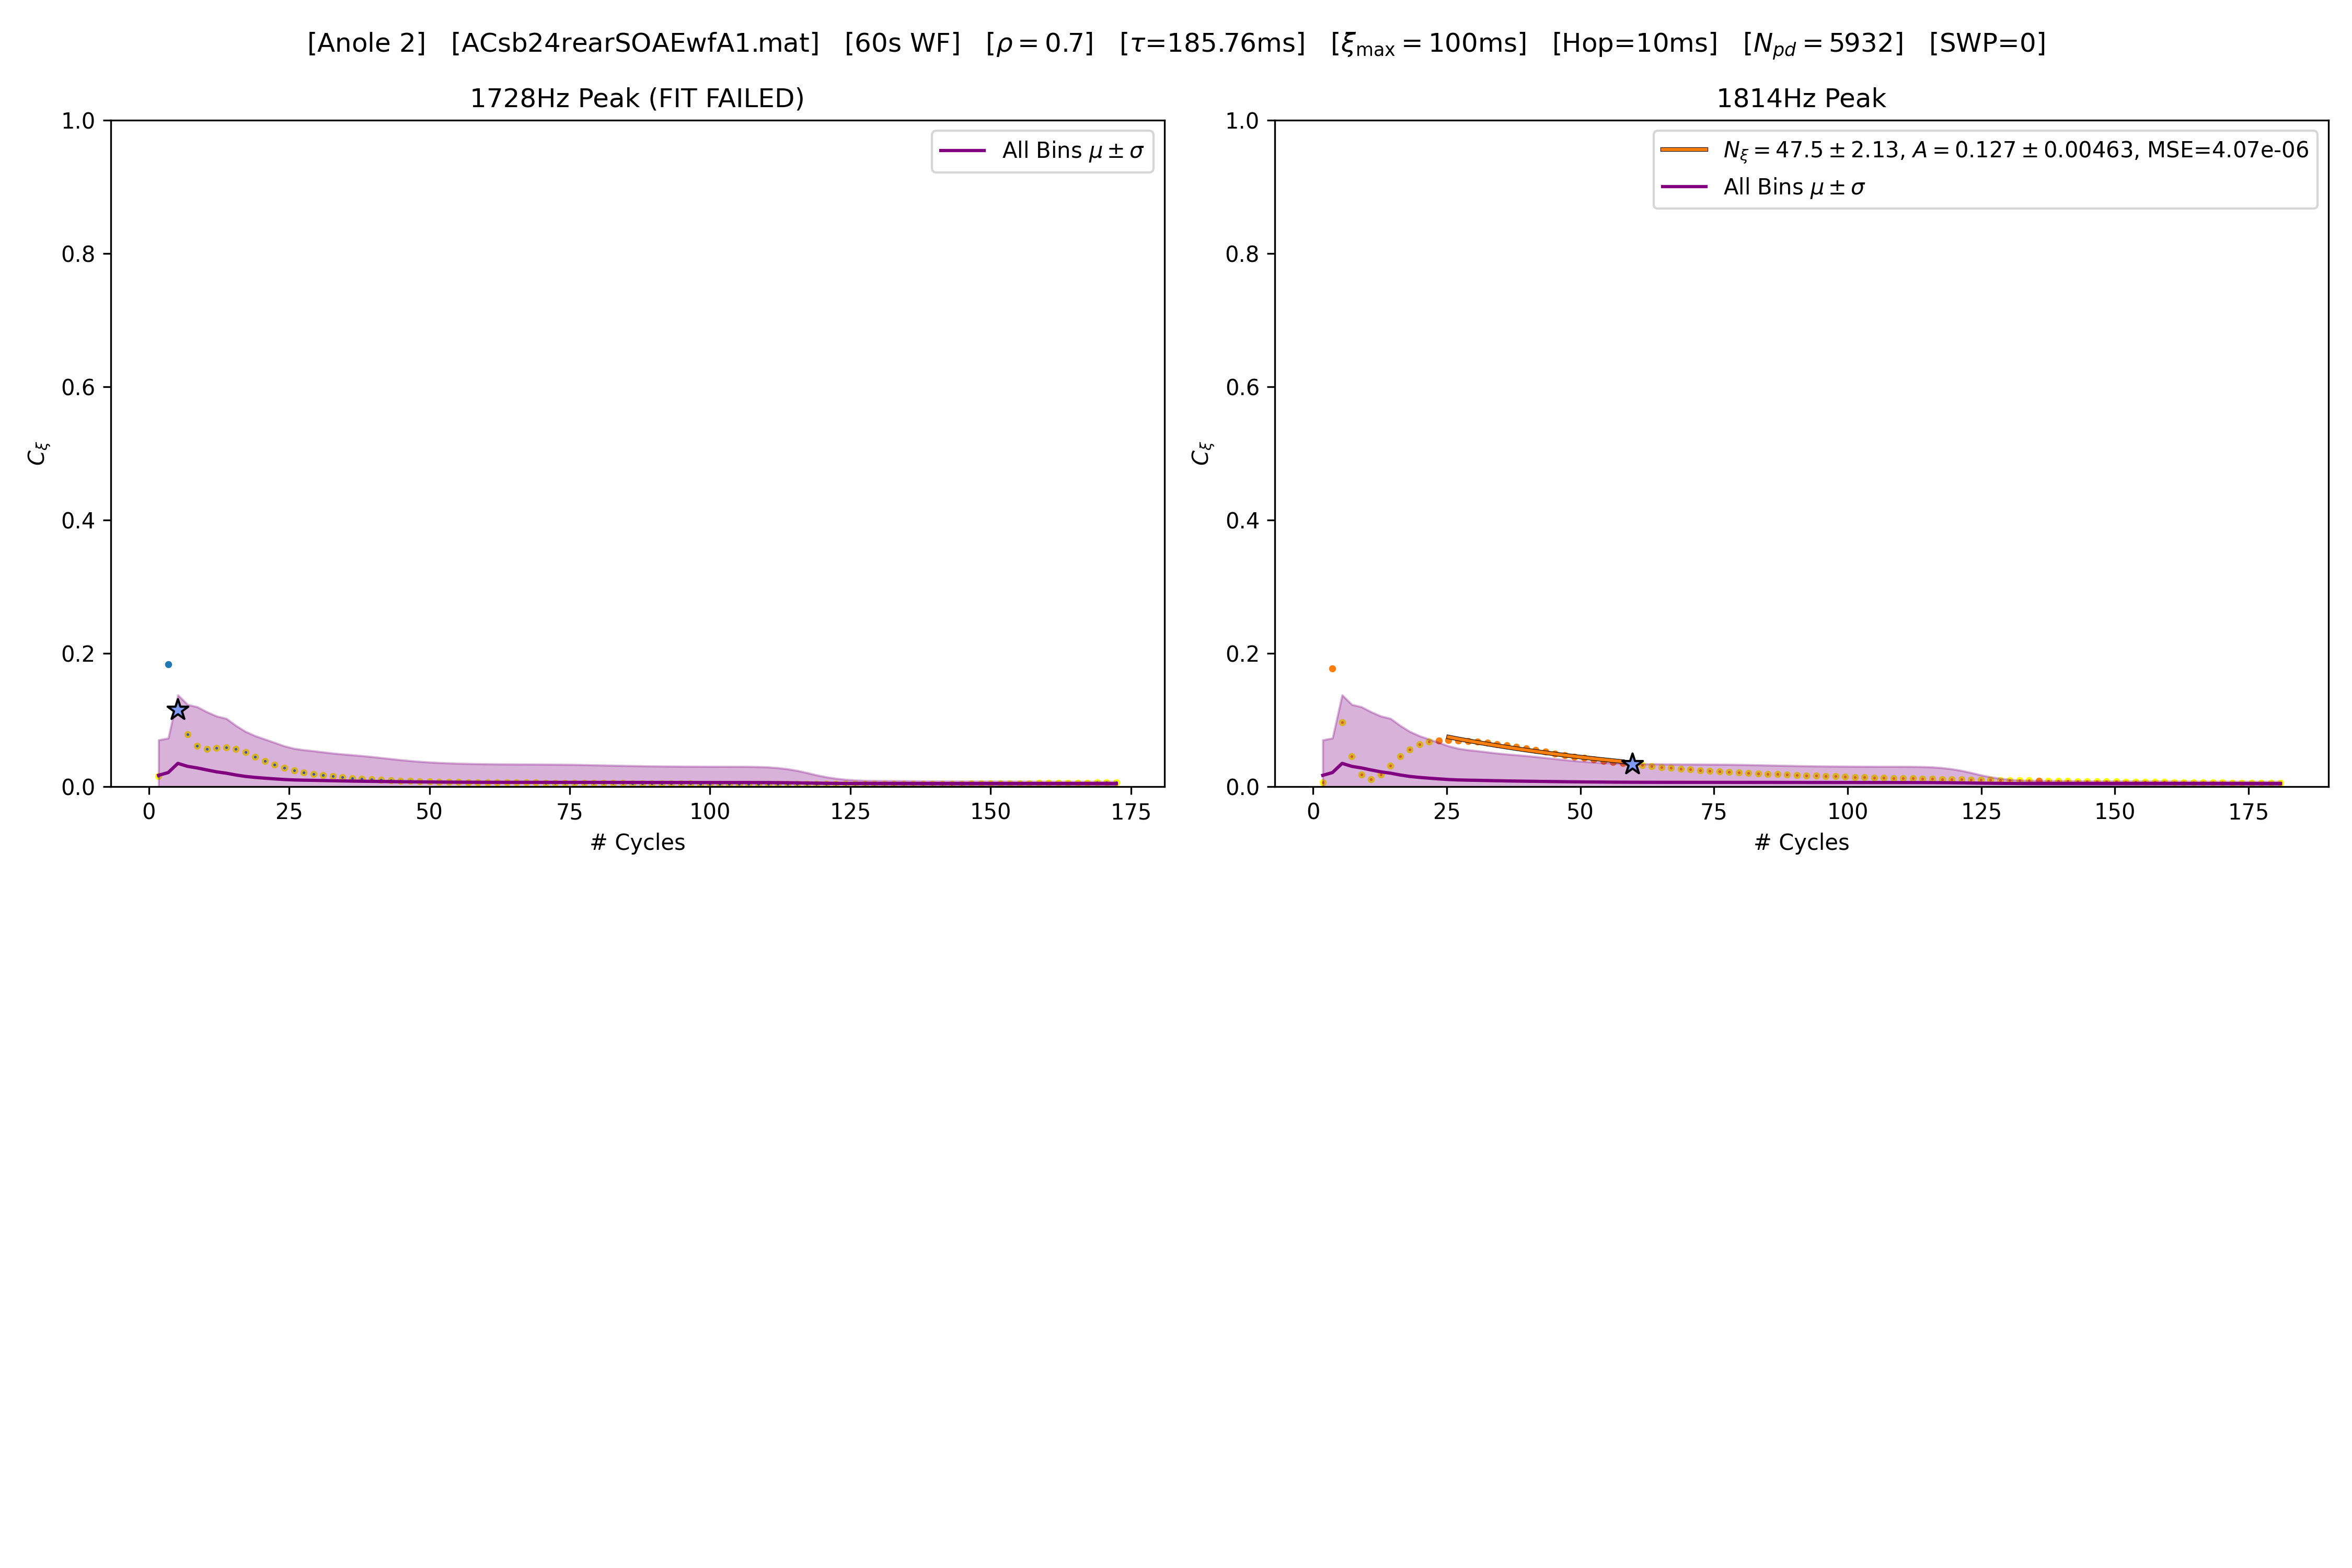 [Anole 2] [ACsb24rearSOAEwfA1.mat] [60s WF] [ρ = 0.7] [τ=185.76ms] [ξmax = 100ms] [Hop=10ms] [Npd = 5932] [SWP=0]
1728Hz Peak (FIT FAILED)
1.0
0.8
0.6
0.4
0.2
0.0
Cξ
All Bins μ ± σ
0 25 50 75 100 125 150 175
# Cycles
1814Hz Peak
1.0
0.8
0.6
0.4
0.2
0.0
Cξ
Nξ = 47.5 ± 2.13, A = 0.127 ± 0.00463, MSE=4.07e-06
All Bins μ ± σ
0 25 50 75 100 125 150 175
# Cycles